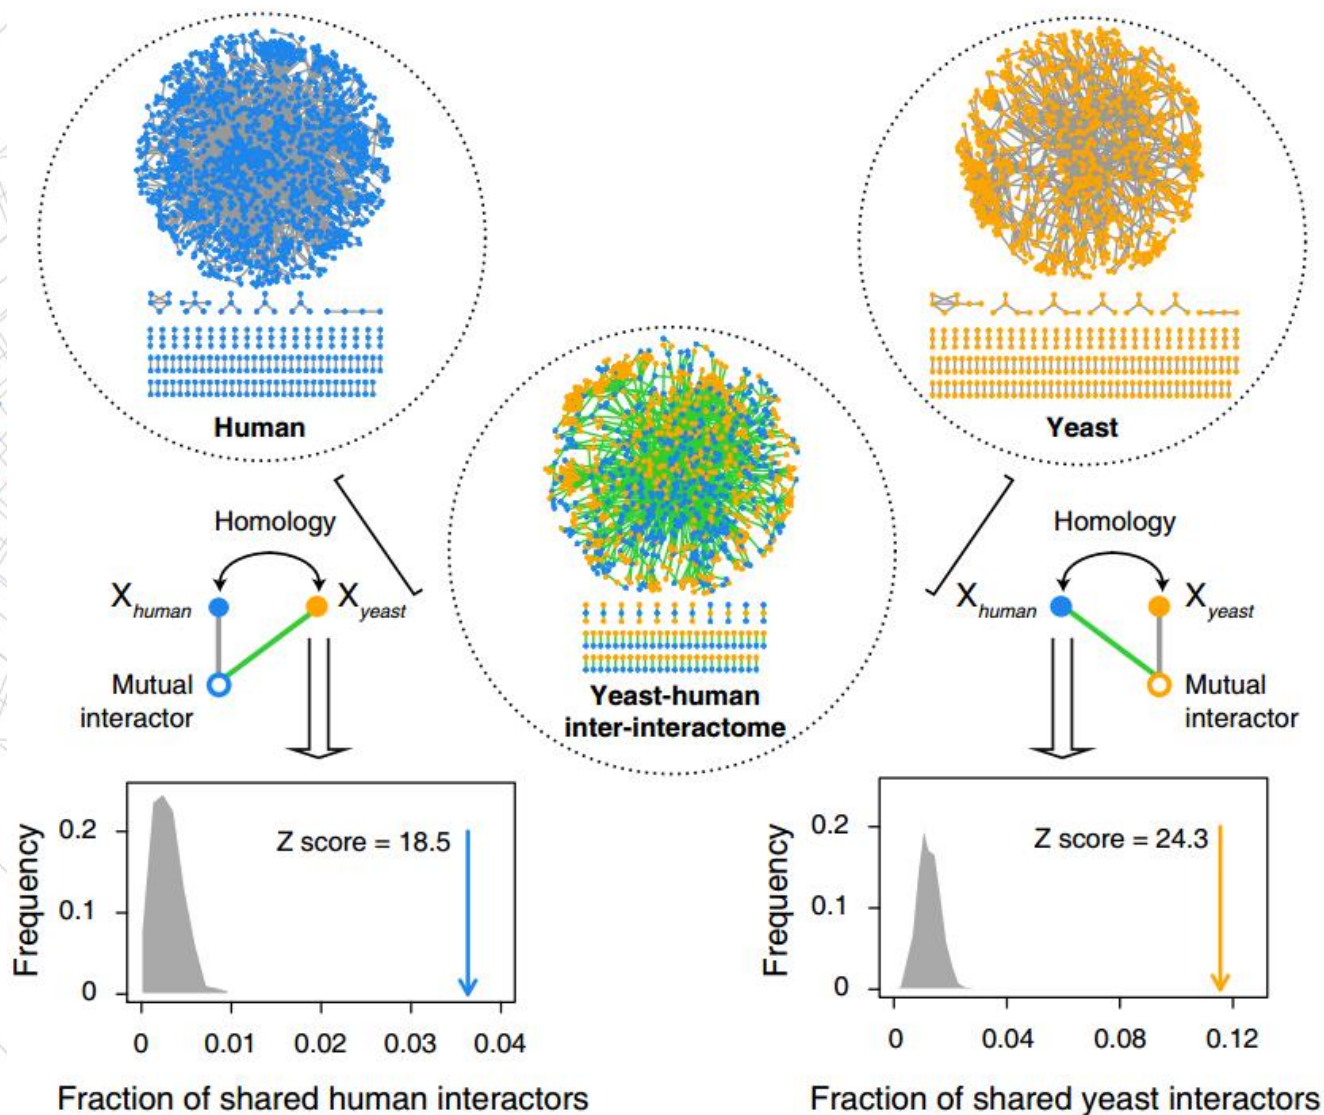 Human
Yeast
Yeast-human
inter-interactome
Homology
X human
X yeast
Mutual
interactor
Homology
X human
X yeast
Mutual
interactor
Frequency
0.2
0.1
0
Z score = 18.5
0
0.01
0.02
0.03
0.04
Fraction of shared human interactors
Frequency
0.2
0.1
0
Z score = 24.3
0
0.04
0.08
0.12
Fraction of shared yeast interactors